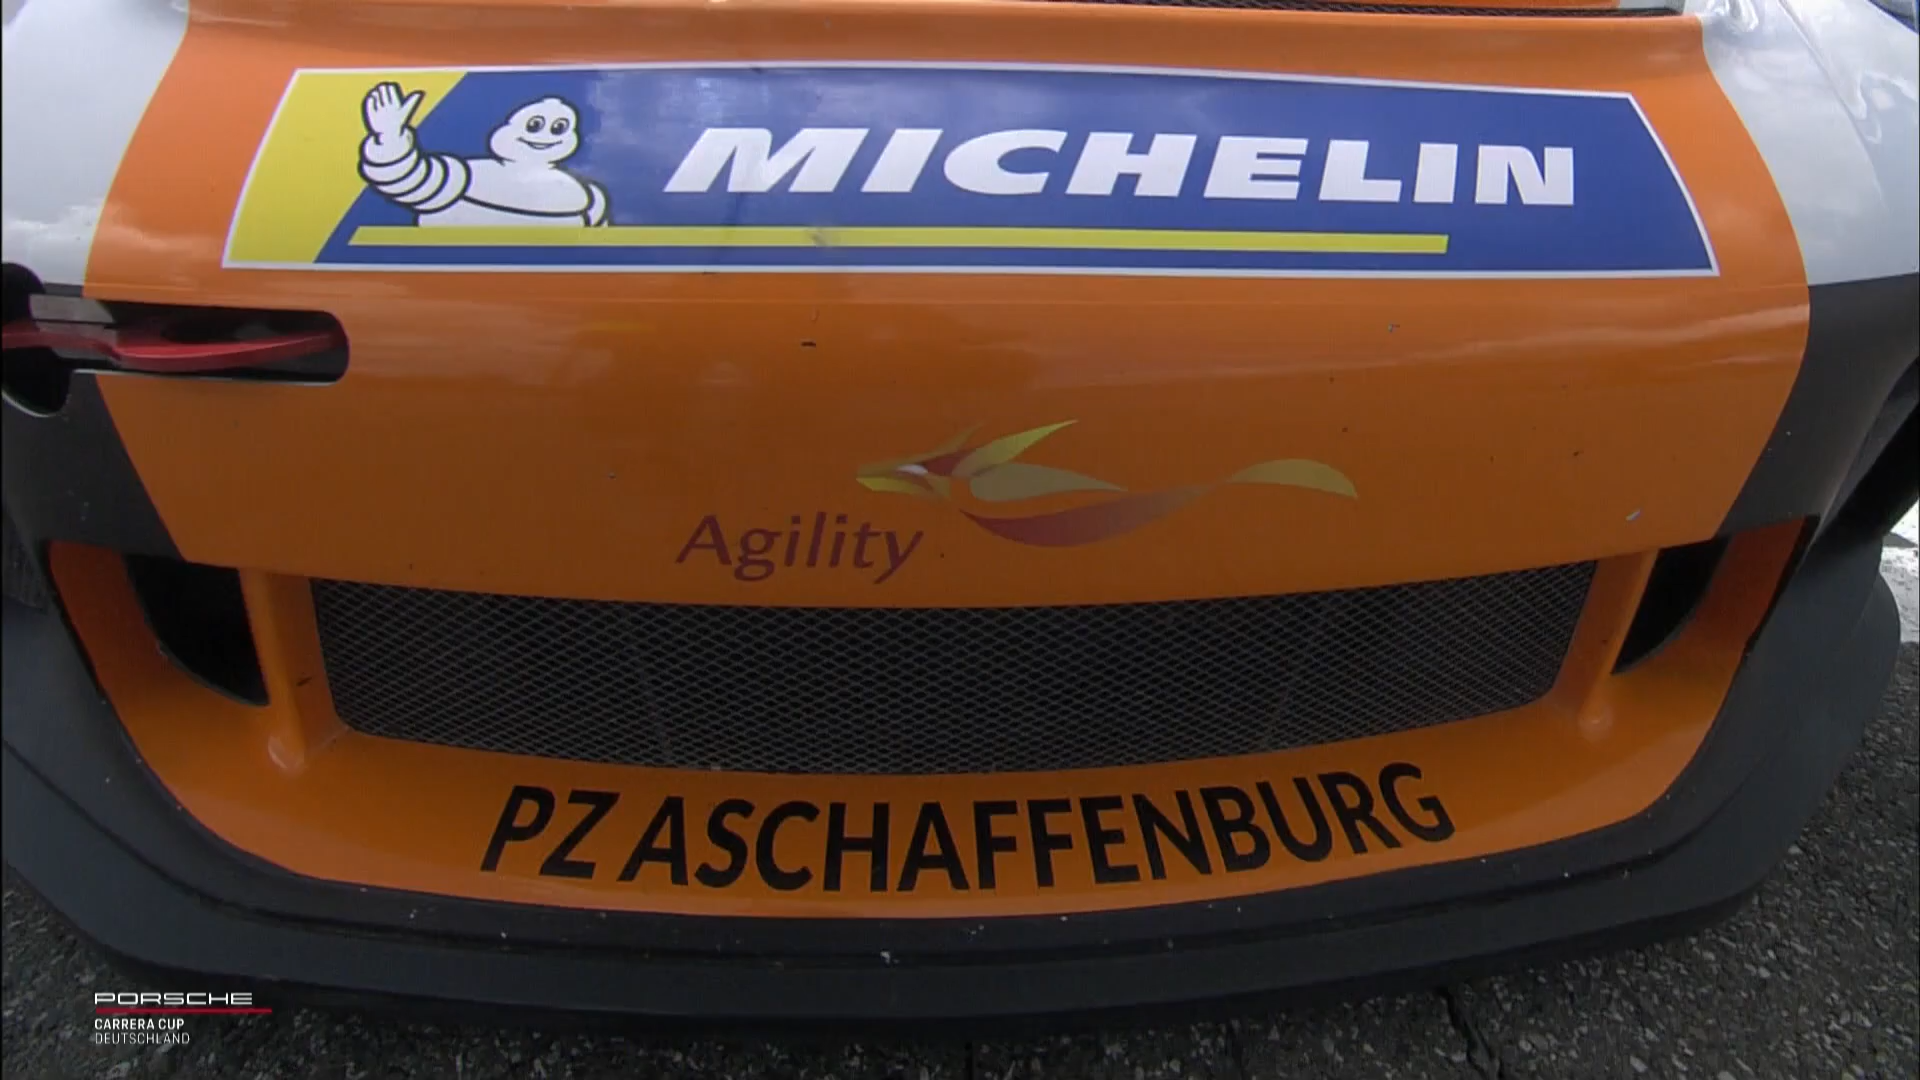 MICHELIN
Agility
PZ ASCHAFFENBURG
PORSCHE
CARRERA CUP
DEUTSCHLAND